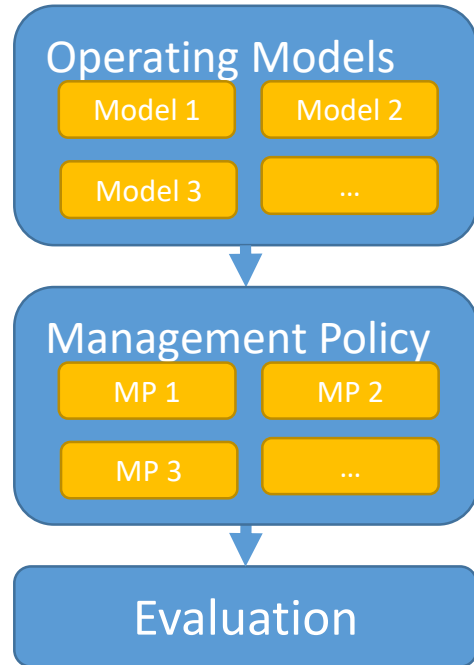 Operating Models
Model 1 Model 2
Model 3 ...
Management Policy
MP 1 MP 2
MP 3 ...
Evaluation